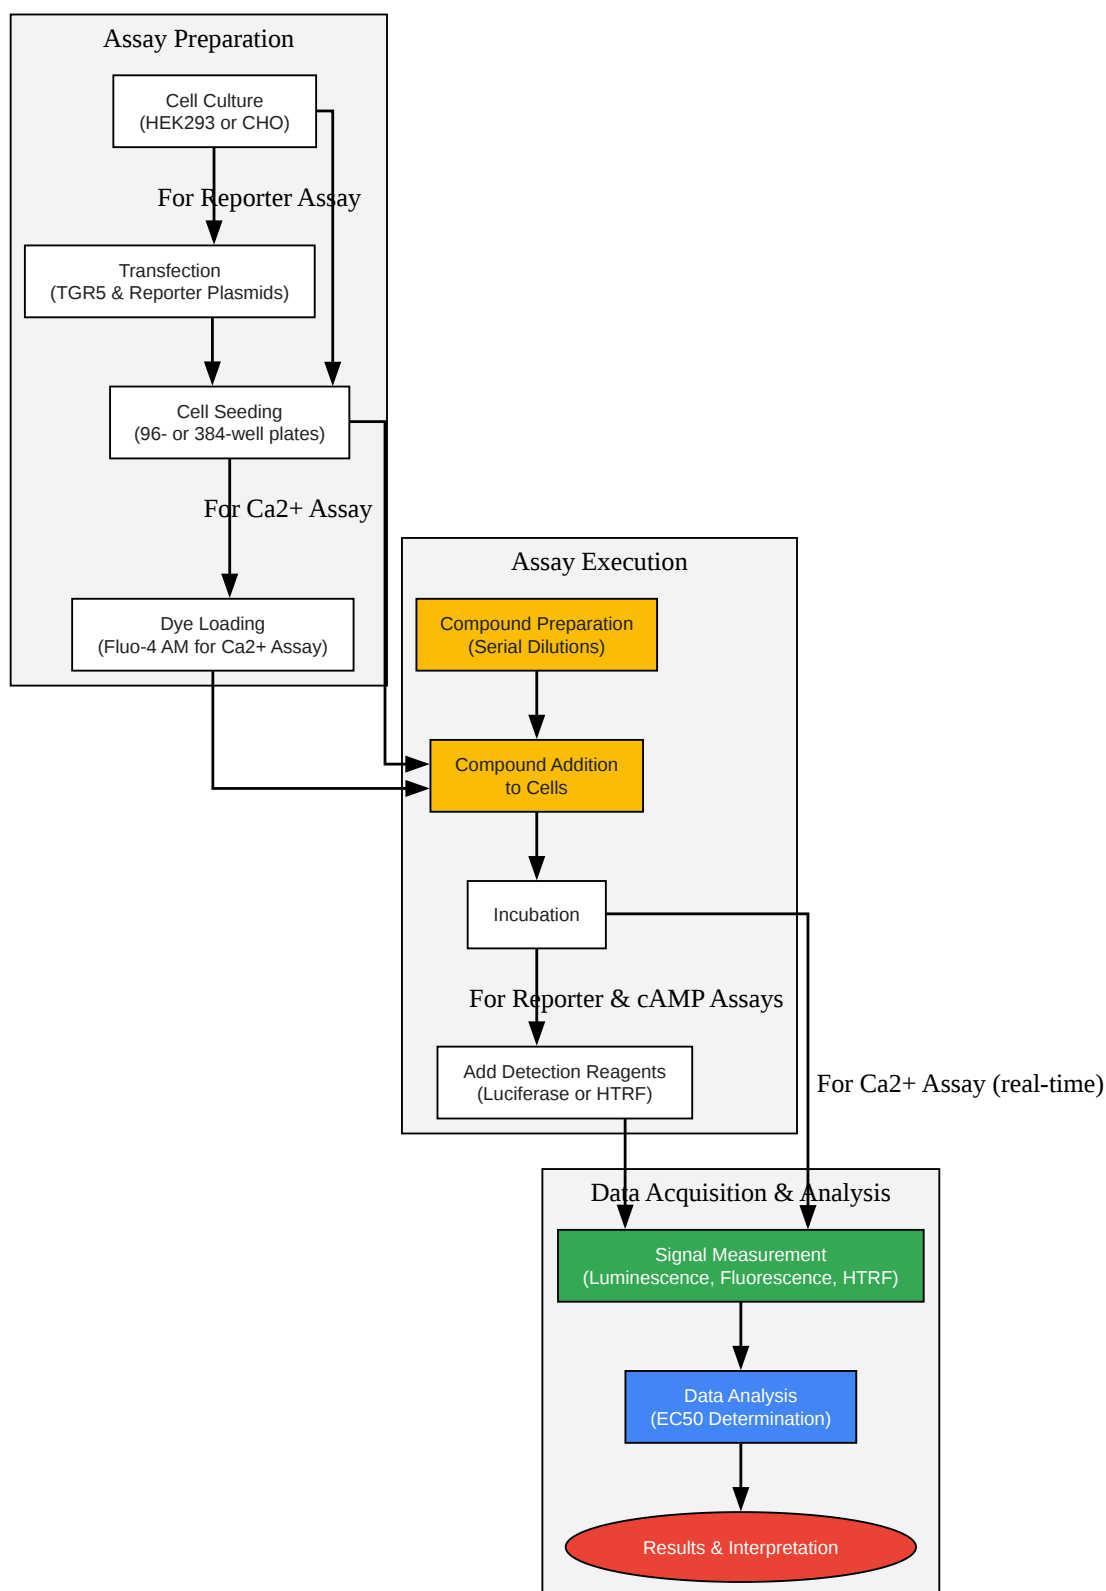 Assay Preparation
Cell Culture
(HEK293 or CHO)
For Reporter Assay
Transfection
(TGR5 & Reporter Plasmids)
Cell Seeding
(96- or 384-well plates)
For Ca2+ Assay
Dye Loading
(Fluo-4 AM for Ca2+ Assay)
Assay Execution
Compound Preparation
(Serial Dilutions)
Compound Addition
to Cells
Incubation
For Reporter & cAMP Assays
Add Detection Reagents
(Luciferase or HTRF)
For Ca2+ Assay (real-time)
Data Acquisition & Analysis
Signal Measurement
(Luminescence, Fluorescence, HTRF)
Data Analysis
(EC50 Determination)
Results & Interpretation